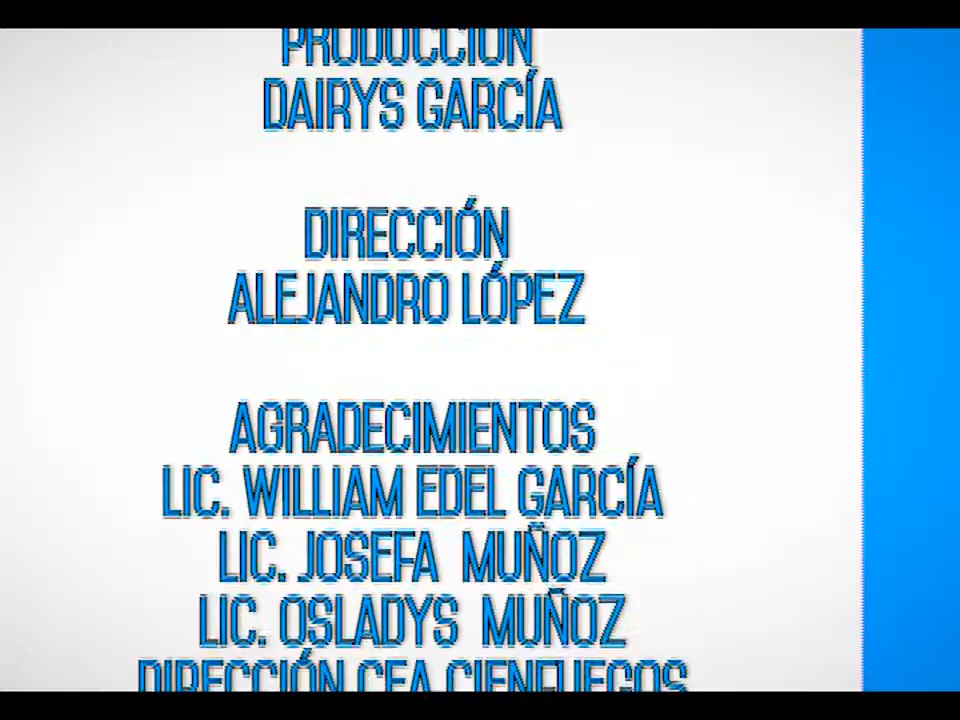 PRODUCCIÓN
DAIRYS GARCÍA
DIRECCIÓN
ALEJANDRO LÓPEZ
AGRADECIMIENTOS
LIC. WILLIAM EDEL GARCÍA
LIC. JOSEFA MUÑOZ
LIC. OSLADYS MUÑOZ
DIRECCIÓN CEA CIENFUEGOS